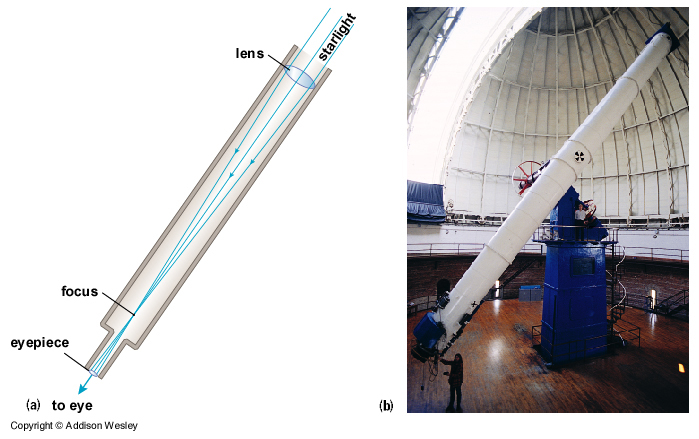 lens
starlight
focus
eyepiece
(a) to eye
(b)
Copyright © Addison Wesley